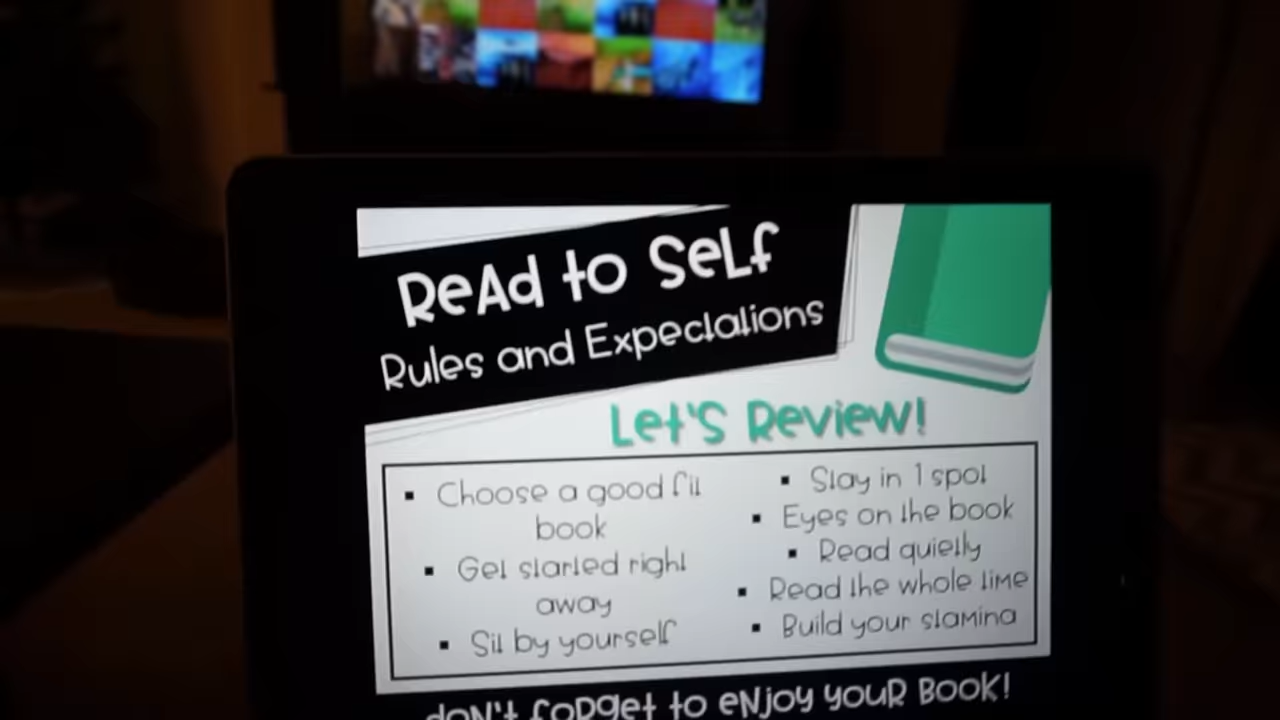 Read to Self
Rules and Expectations
Let's Review!
▪ Choose a good fit
book
▪ Get started right
away
▪ Sit by yourself
▪ Stay in 1 spot
▪ Eyes on the book
▪ Read quietly
▪ Read the whole time
▪ Build your stamina
don't forget to enjoy your book!